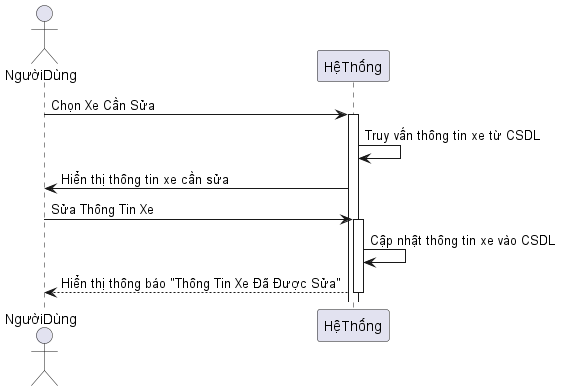 NgườiDùng
HệThống
Chọn Xe Cần Sửa
Truy vấn thông tin xe từ CSDL
Hiển thị thông tin xe cần sửa
Sửa Thông Tin Xe
Cập nhật thông tin xe vào CSDL
Hiển thị thông báo "Thông Tin Xe Đã Được Sửa"
NgườiDùng
HệThống